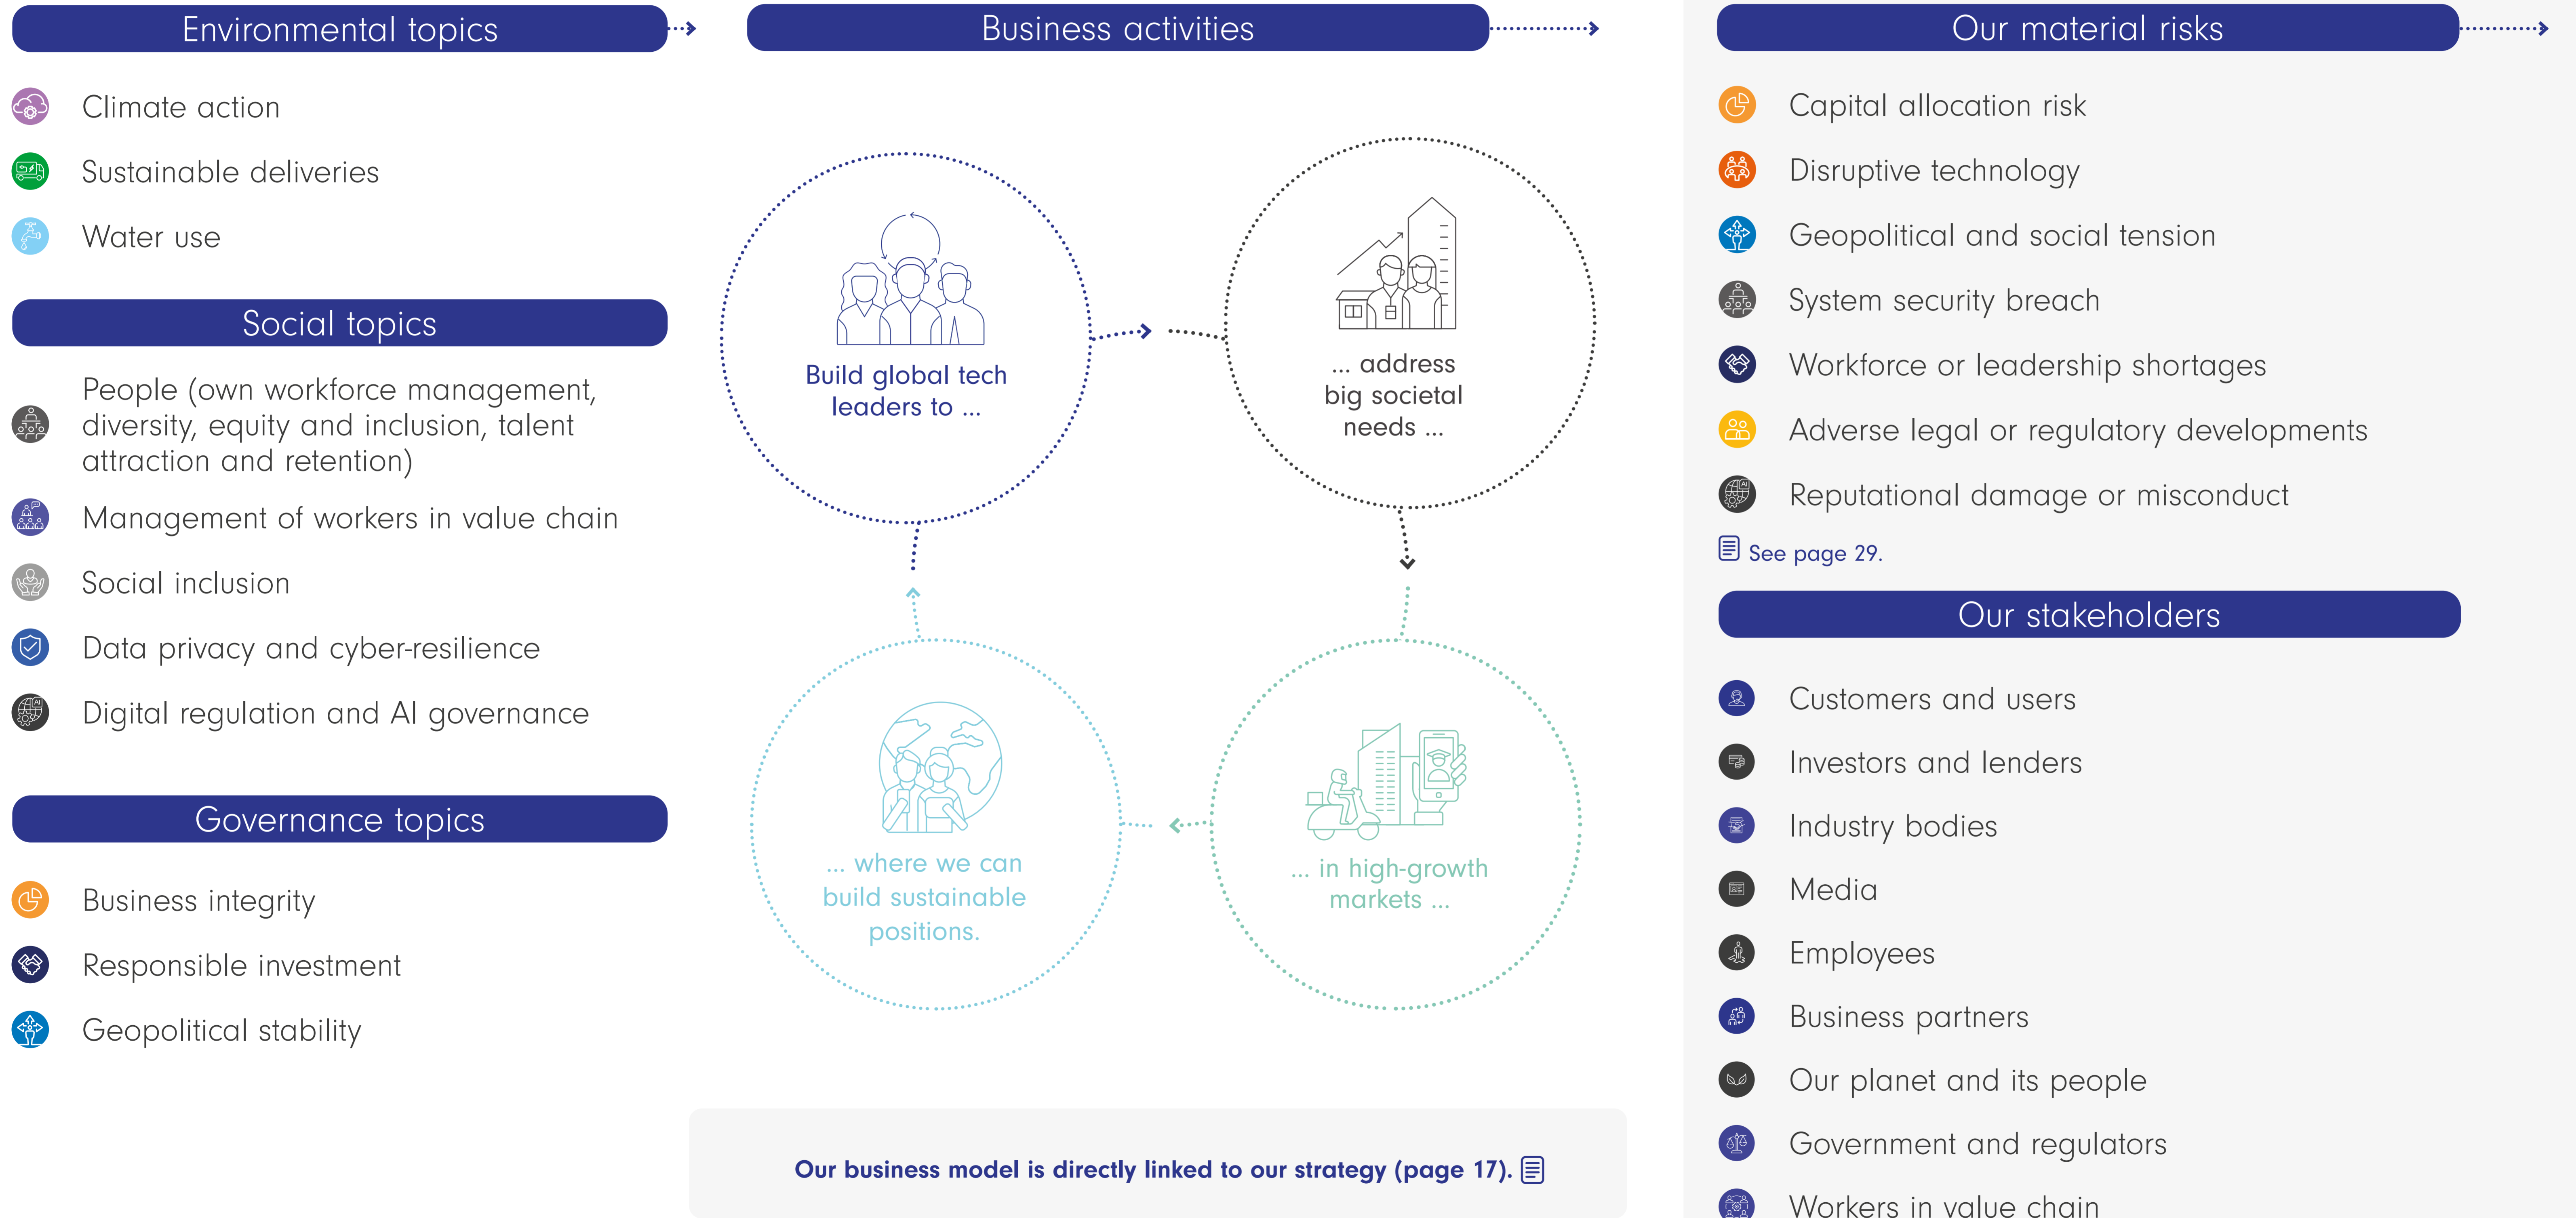 Environmental topics
Climate action
Sustainable deliveries
Water use
Social topics
People (own workforce management,
diversity, equity and inclusion, talent
attraction and retention)
Management of workers in value chain
Social inclusion
Data privacy and cyber-resilience
Digital regulation and AI governance
Governance topics
Business integrity
Responsible investment
Geopolitical stability
Business activities
Build global tech
leaders to ...
... address
big societal
needs ...
... in high-growth
markets ...
... where we can
build sustainable
positions.
Our business model is directly linked to our strategy (page 17).
Our material risks
Capital allocation risk
Disruptive technology
Geopolitical and social tension
System security breach
Workforce or leadership shortages
Adverse legal or regulatory developments
Reputational damage or misconduct
See page 29.
Our stakeholders
Customers and users
Investors and lenders
Industry bodies
Media
Employees
Business partners
Our planet and its people
Government and regulators
Workers in value chain